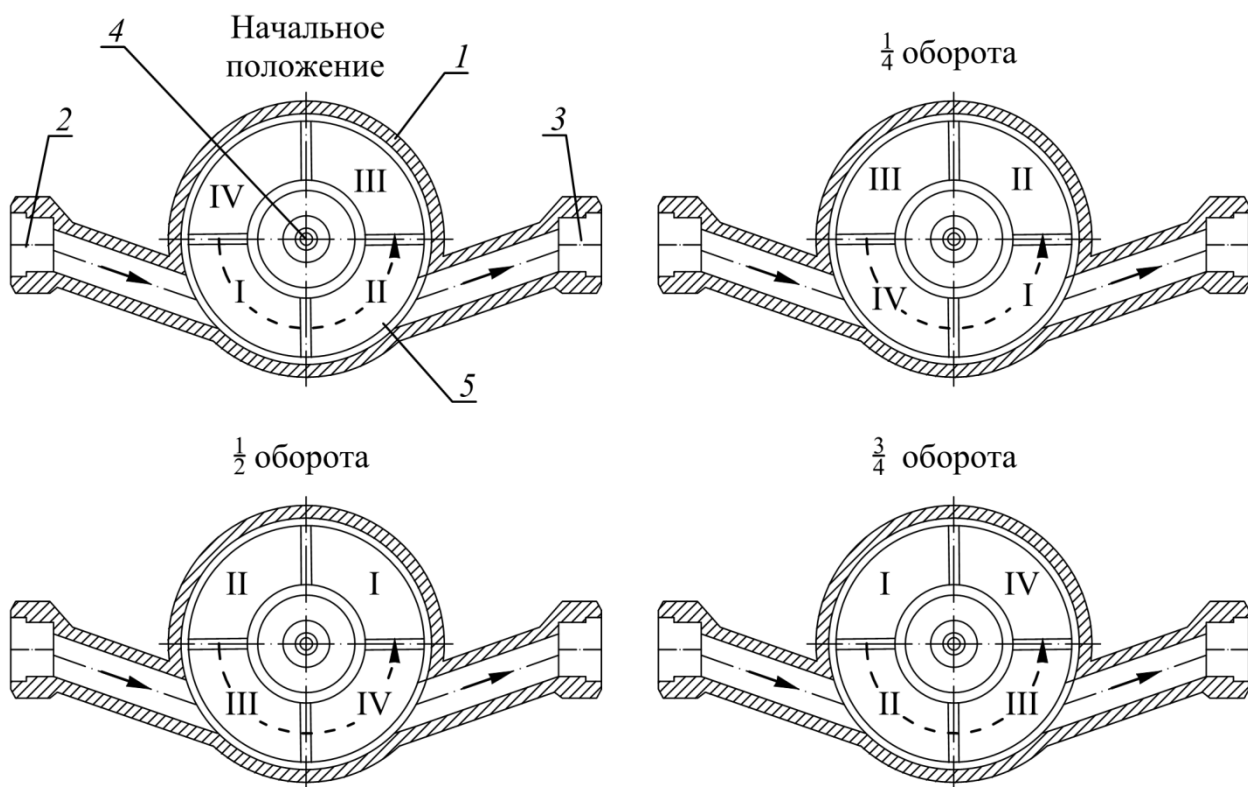 4
Начальное
положение
1
2
3
IV
III
I
II
5
1/4 оборота
III
II
IV
I
1/2 оборота
II
I
III
IV
3/4 оборота
I
IV
II
III